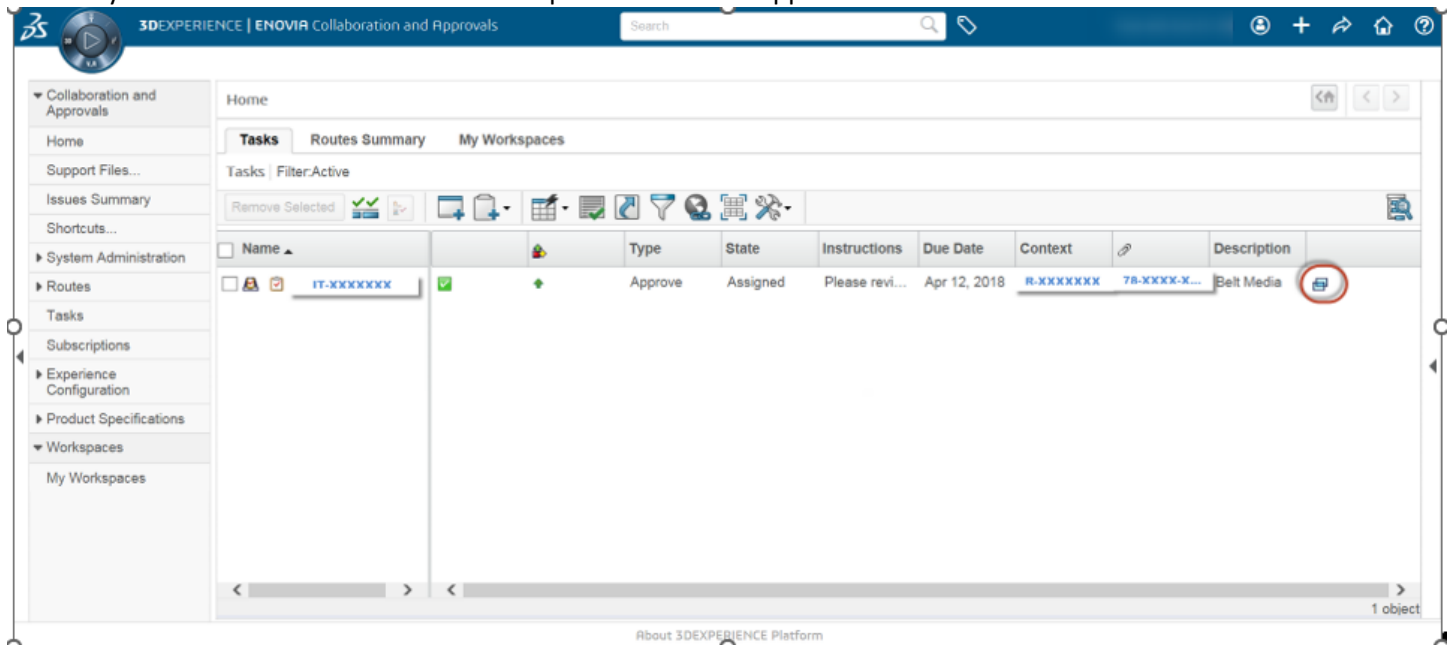 3DEXPERIENCE | ENOVIA Collaboration and Approvals
Search
V.R
Collaboration and
Approvals
Home
Support Files...
Issues Summary
Shortcuts...
System Administration
Routes
Tasks
Subscriptions
Experience
Configuration
Product Specifications
Workspaces
My Workspaces
Home
Tasks Routes Summary My Workspaces
Tasks Filter:Active
Remove Selected
Name Type State Instructions Due Date Context Description
IT-XXXXXXX Approve Assigned Please revi... Apr 12, 2018 R-XXXXXXX 78-XXXX-X... Belt Media
1 object
About 3DEXPERIENCE Platform